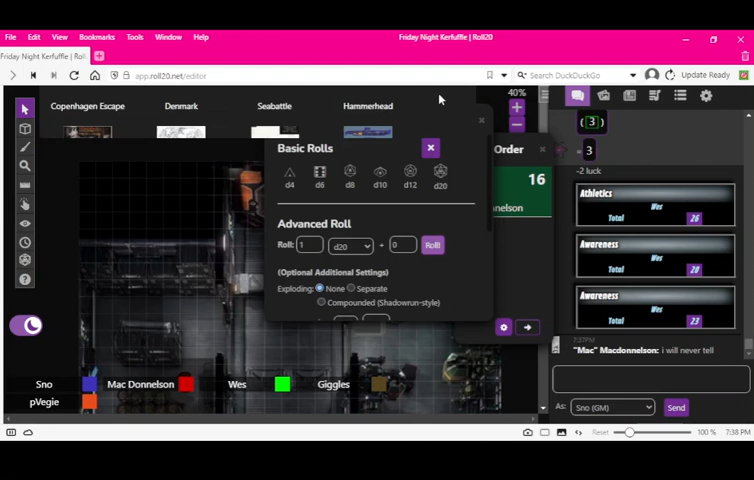 File Edit View Bookmarks Tools Window Help Friday Night Kerfuffle | Roll20
Friday Night Kerfuffle | Roll
app.roll20.net/editor Search DuckDuckGo Update Ready
Copenhagen Escape Denmark Seabattle Hammerhead
40%
(3)
= 3
-2 luck
Basic Rolls
d4 d6 d8 d10 d12 d20
Order
16
nnelson
Advanced Roll
Roll: 1 d20 + 0 Roll!
(Optional Additional Settings)
Exploding: None Separate
Compounded (Shadowrun-style)
Athletics
Wes
Total 26
Awareness
Wes
Total 20
Awareness
Wes
Total 23
7:37PM
"Mac" Macdonnelson: i will never tell
Sno Mac Donnelson Wes Giggles
pVegie
As: Sno (GM) Send
Reset 100 % 7:38 PM